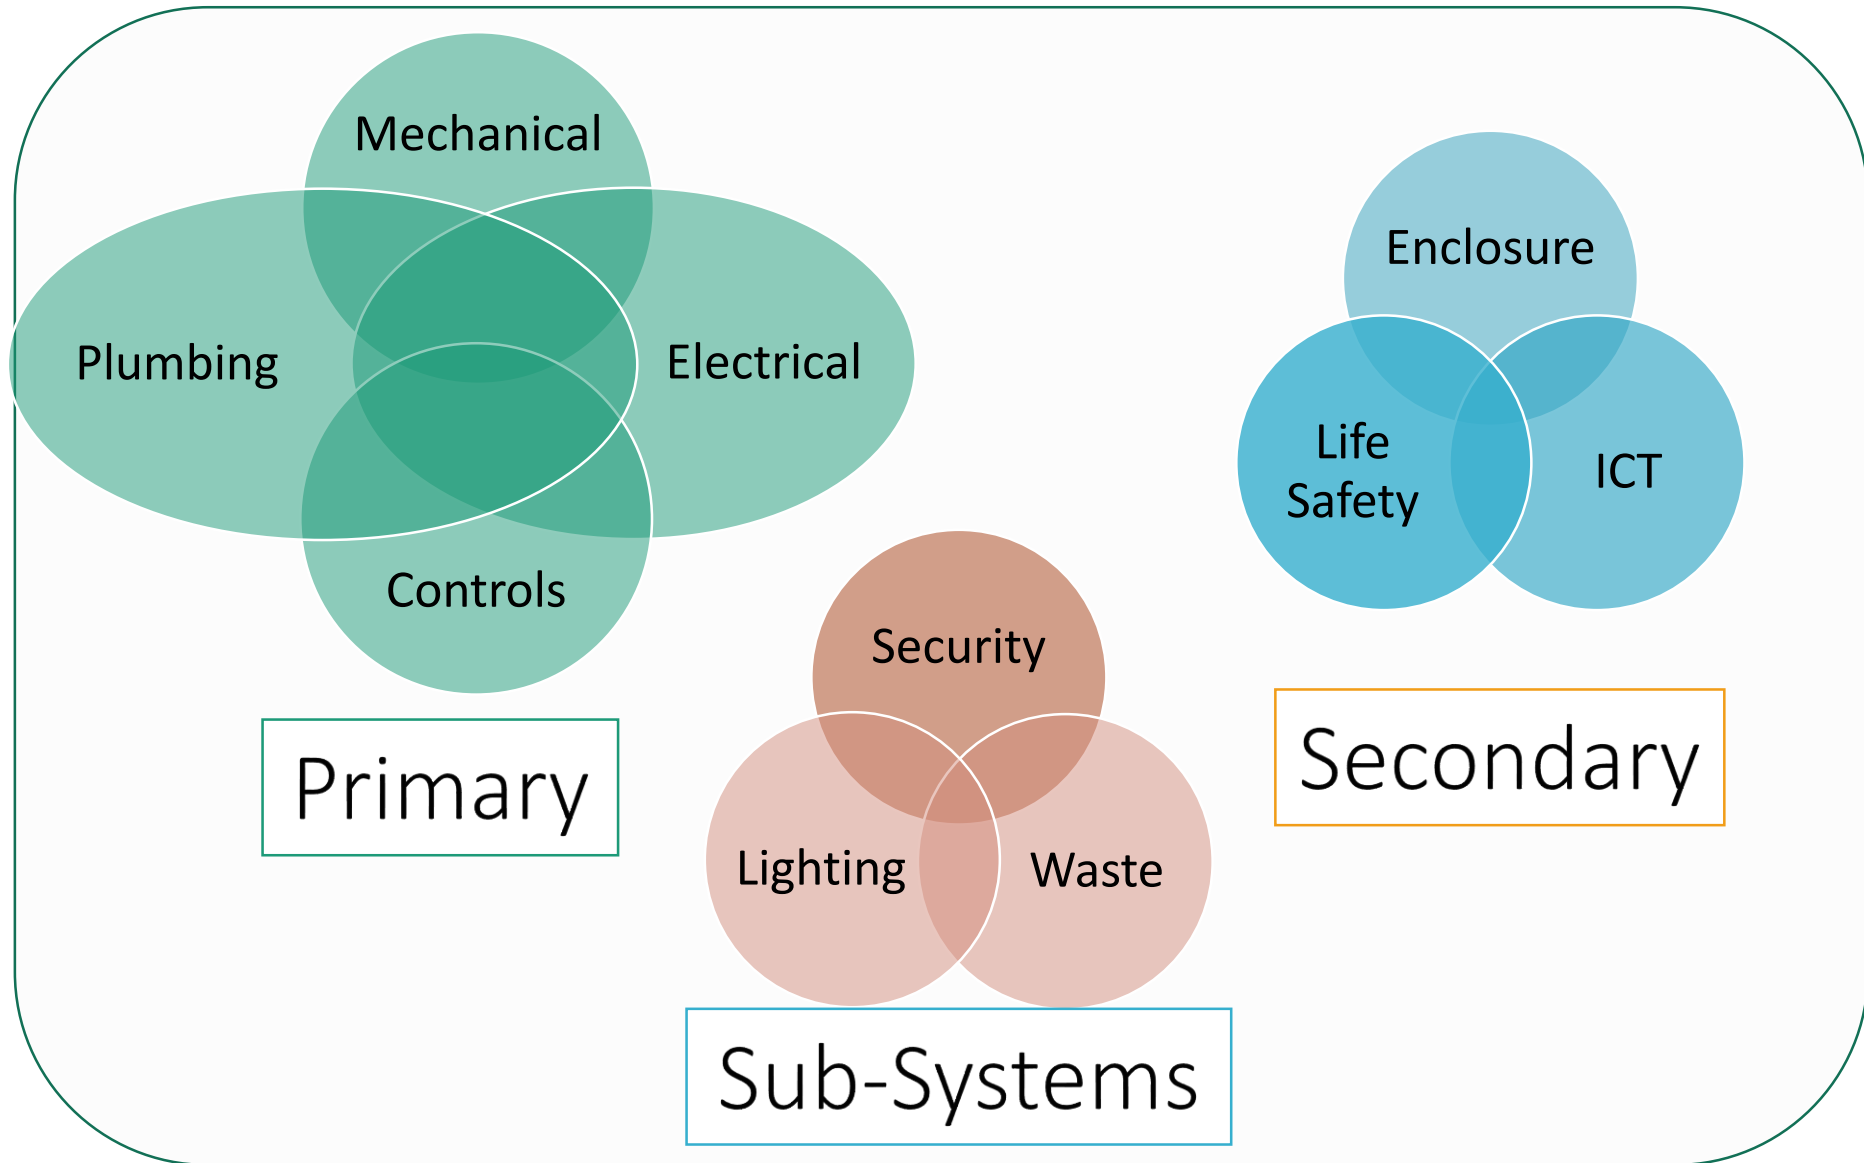 Mechanical
Plumbing
Electrical
Controls
Primary
Enclosure
Life
Safety
ICT
Secondary
Security
Lighting
Waste
Sub-Systems